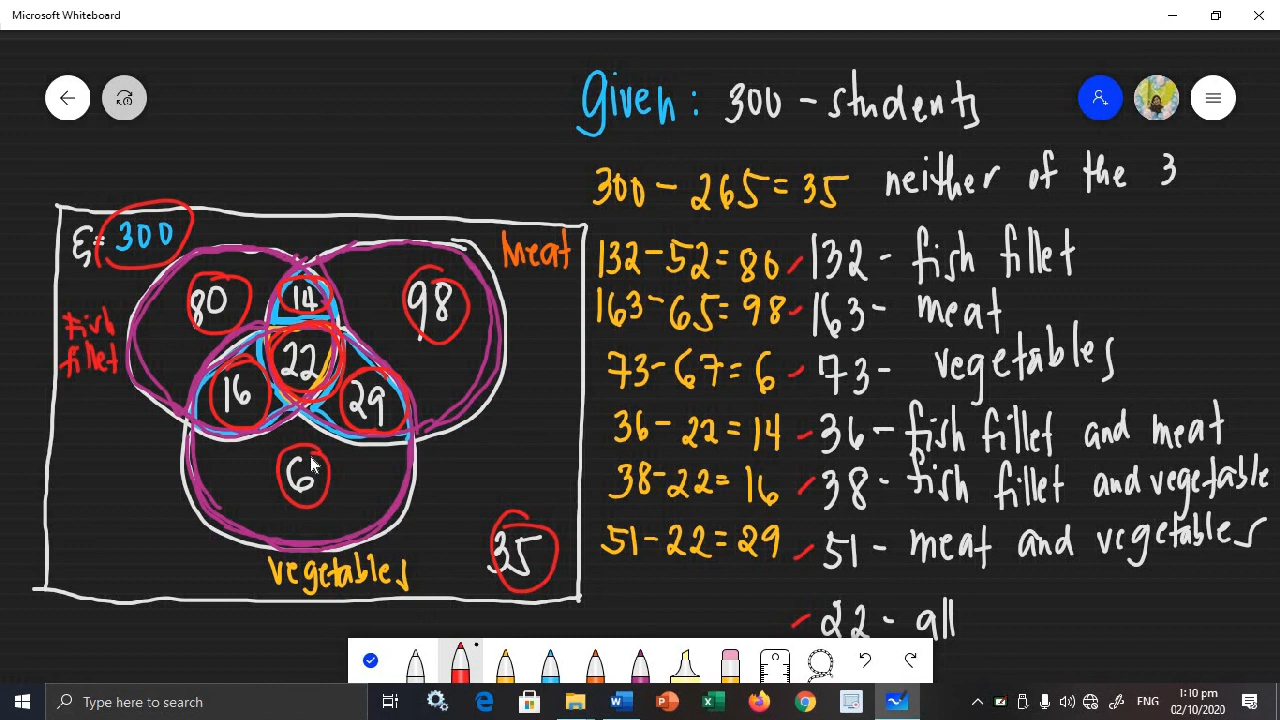 Microsoft Whiteboard
Given: 300 - students
300 - 265 = 35 neither of the 3
132 - 52 = 80 132 - fish fillet
163 - 65 = 98 163 - meat
73 - 67 = 6 73 - vegetables
36 - 22 = 14 36 - fish fillet and meat
38 - 22 = 16 38 - fish fillet and vegetable
51 - 22 = 29 51 - meat and vegetables
22 - all
ξ = 300
Meat
Fish
fillet
80
14
98
22
16
29
6
35
vegetables
Type here to search
ENG
1:10 pm
02/10/2020